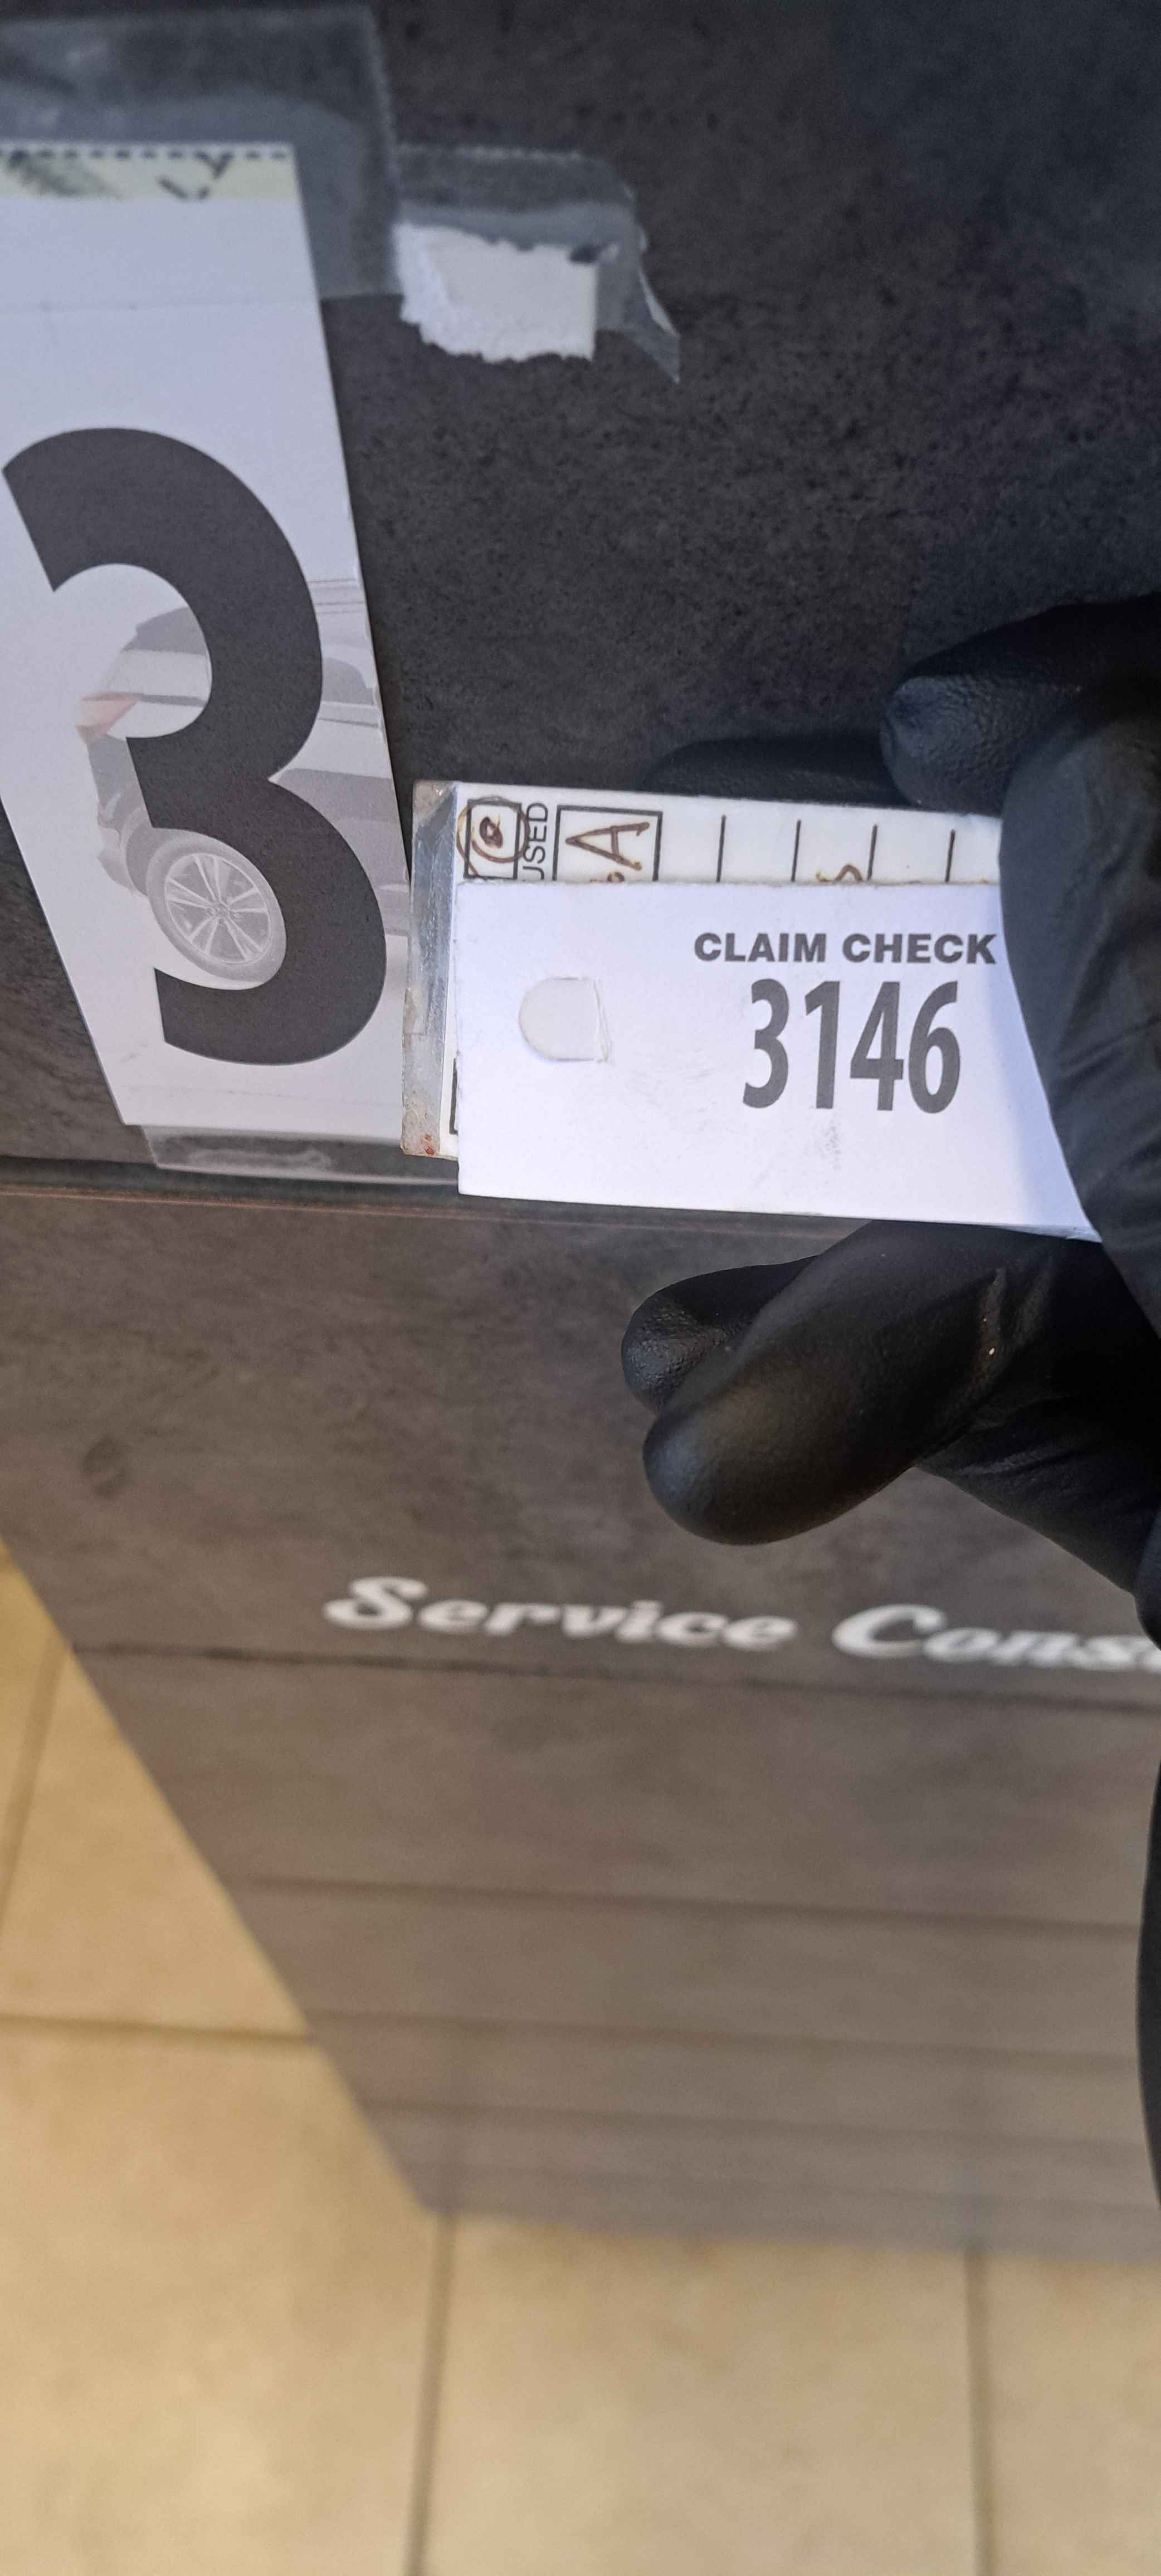 3
USED
A
CLAIM CHECK
3146
Service Cons